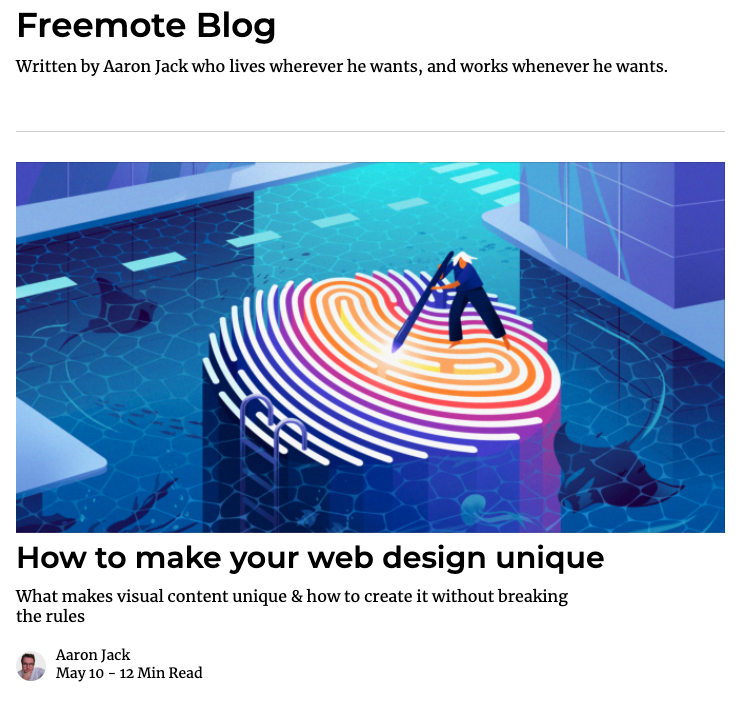 Freemote Blog
Written by Aaron Jack who lives wherever he wants, and works whenever he wants.
How to make your web design unique
What makes visual content unique & how to create it without breaking
the rules
Aaron Jack
May 10 - 12 Min Read